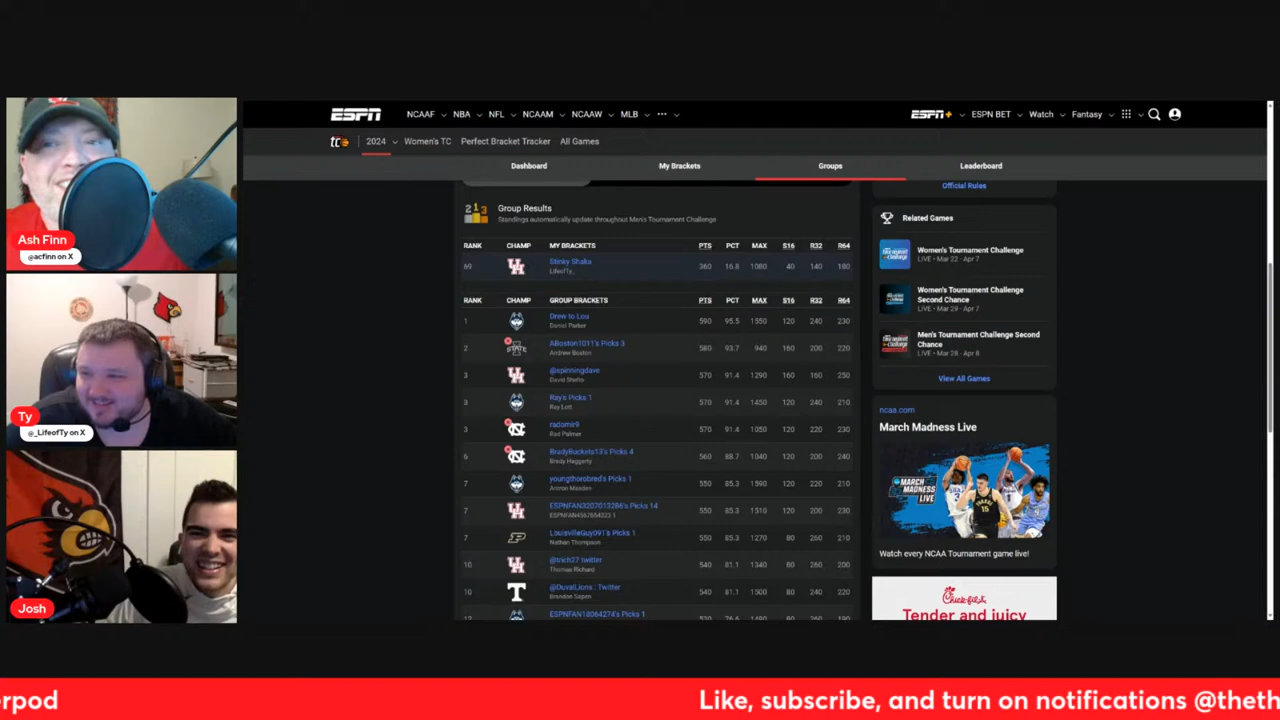 Ash Finn
@acfinn on X
Ty
@_LifeofTy on X
Josh
ESPN
NCAAF NBA NFL NCAAM NCAAW MLB
ESPN+ ESPN BET Watch Fantasy
tc 2024 Women's TC Perfect Bracket Tracker All Games
Dashboard My Brackets Groups Leaderboard
Group Results
Standings automatically update throughout Men's Tournament Challenge
RANK CHAMP MY BRACKETS PTS PCT MAX S16 R32 R64
69 Stinky Shaka 360 16.8 1080 40 140 180
LifeofTy_
RANK CHAMP GROUP BRACKETS PTS PCT MAX S16 R32 R64
1 Drew to Lou 590 95.5 1550 120 240 230
Daniel Parker
2 STATE ABoston1011's Picks 3 580 93.7 940 160 200 220
Andrew Boston
3 @spinningdave 570 91.4 1290 160 160 250
David Sterlio
3 Ray's Picks 1 570 91.4 1450 120 240 210
Ray Lott
3 radomir9 570 91.4 1050 120 220 230
Rad Palmer
6 BradyBuckets13's Picks 4 560 88.7 1040 120 200 240
Brady Haggerty
7 youngthorobred's Picks 1 550 85.3 1590 120 220 210
7 ESPNFAN3207013286's Picks 14 550 85.3 1510 120 200 230
7 LouisvilleGuy091's Picks 1 550 85.3 1270 80 260 210
Nathan Thompson
10 twitter 540 81.1 1340 80 260 200
Thomas Richard
10 @DuvalLions : Twitter 540 81.1 1500 80 240 220
Brandon
ESPNFAN18064274's Picks 1
Official Rules
Related Games
Women's Tournament Challenge
LIVE • Mar 22 - Apr 7
Women's Tournament Challenge
Second Chance
LIVE • Mar 29 - Apr 7
Men's Tournament Challenge Second
Chance
LIVE • Mar 28 - Apr 8
View All Games
ncaa.com
March Madness Live
MARCH MADNESS LIVE
PURDUE
15
Watch every NCAA Tournament game live!
Chick-fil-A
Tender and juicy
erpod Like, subscribe, and turn on notifications @theth